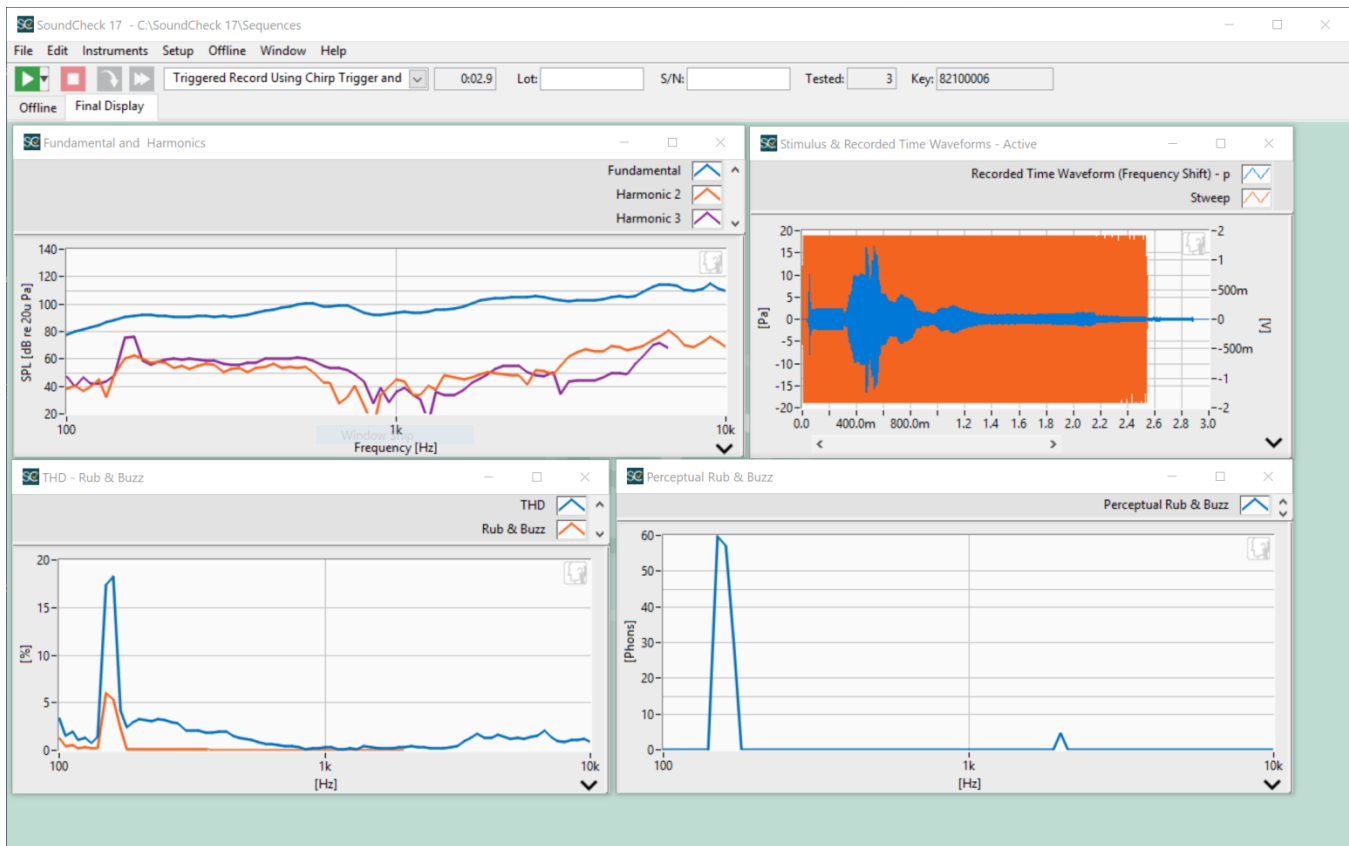 SoundCheck 17 - C:\SoundCheck 17\Sequences
File Edit Instruments Setup Offline Window Help
Triggered Record Using Chirp Trigger and 0:02.9 Lot: S/N: Tested: 3 Key: 82100006
Offline Final Display
SC Fundamental and Harmonics
Fundamental
Harmonic 2
Harmonic 3
140
120
100
80
60
40
20
SPL [dB re 20u Pa]
100 1k 10k
Window Snip
Frequency [Hz]
SC Stimulus & Recorded Time Waveforms - Active
Recorded Time Waveform (Frequency Shift) - p
Stweep
20
15
10
5
0
-5
-10
-15
-20
[Pa]
2
1
500m
0
-500m
-1
-2
[V]
0.0 400.0m 800.0m 1.2 1.4 1.6 1.8 2.0 2.2 2.4 2.6 2.8 3.0
SC THD - Rub & Buzz
THD
Rub & Buzz
20
15
10
5
0
[%]
100 1k 10k
[Hz]
SC Perceptual Rub & Buzz
Perceptual Rub & Buzz
60
50
40
30
60
10
0
[Phons]
100 1k 10k
[Hz]